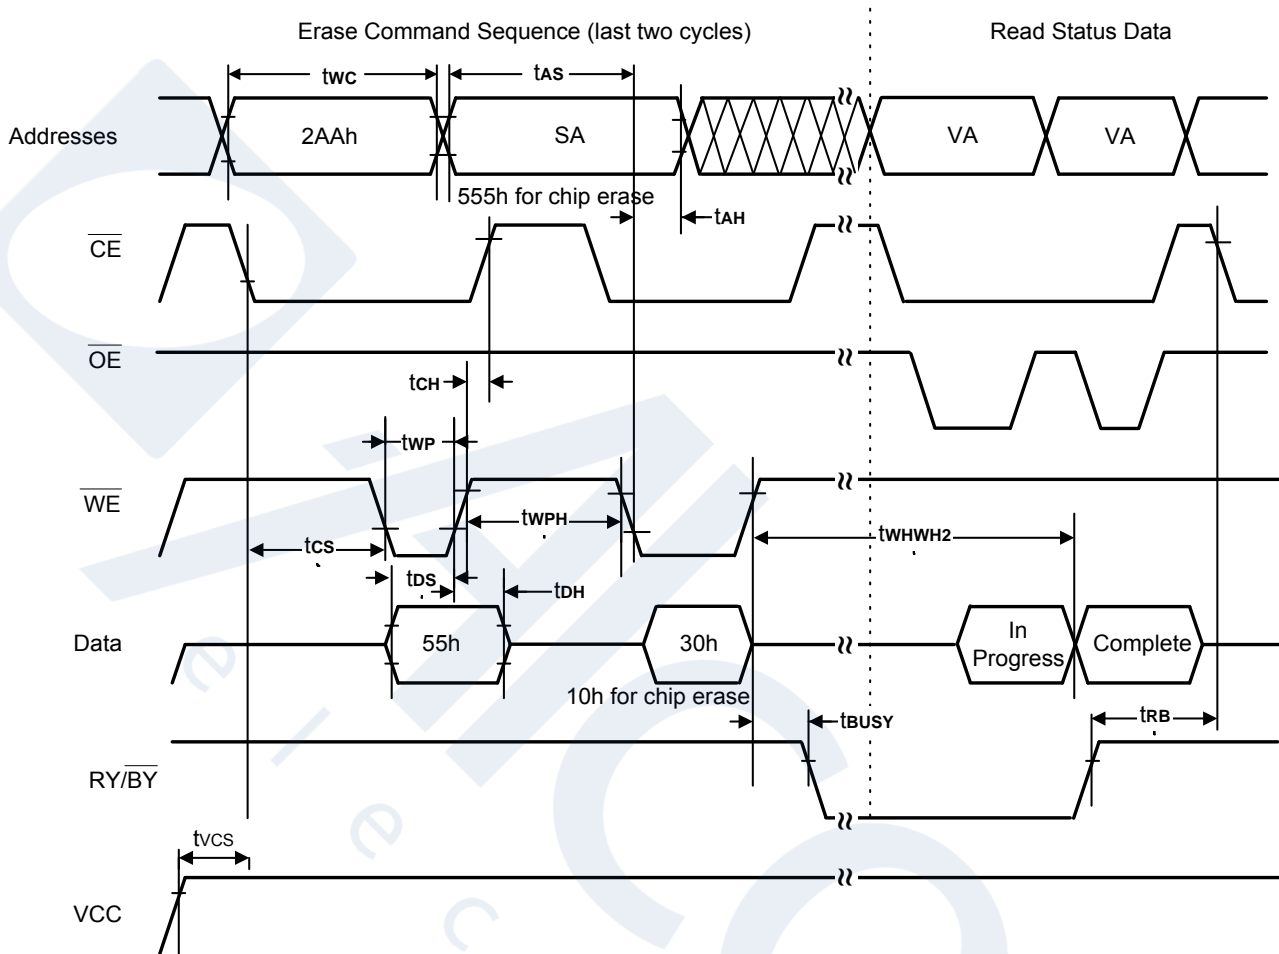 Erase Command Sequence (last two cycles)
Read Status Data
tWC
tAS
Addresses
2AAh
SA
VA
VA
555h for chip erase
tAH
CE
OE
tCH
tWP
WE
tWPH
tWHWH2
tCS
tDS
tDH
Data
55h
30h
In
Progress
Complete
10h for chip erase
tBUSY
tRB
RY/BY
tVCS
VCC
e l e c